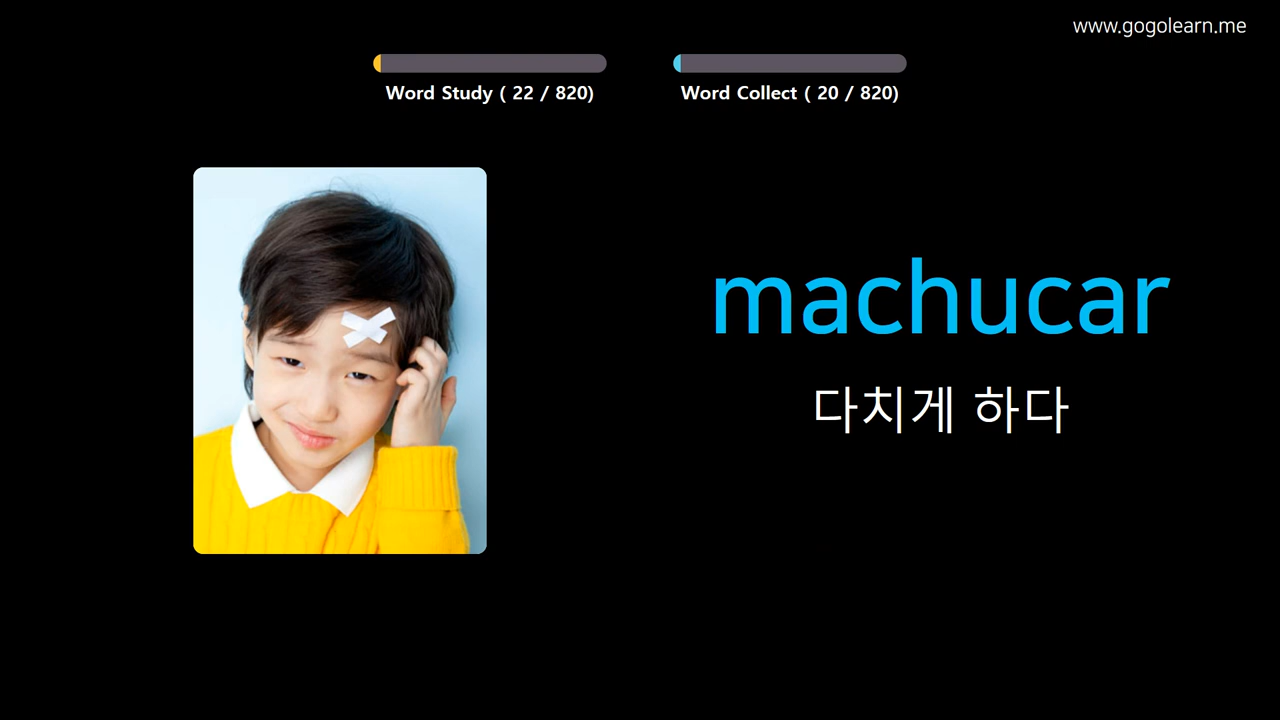 www.gogolearn.me
Word Study ( 22 / 820)
Word Collect ( 20 / 820)
machucar
다치게 하다